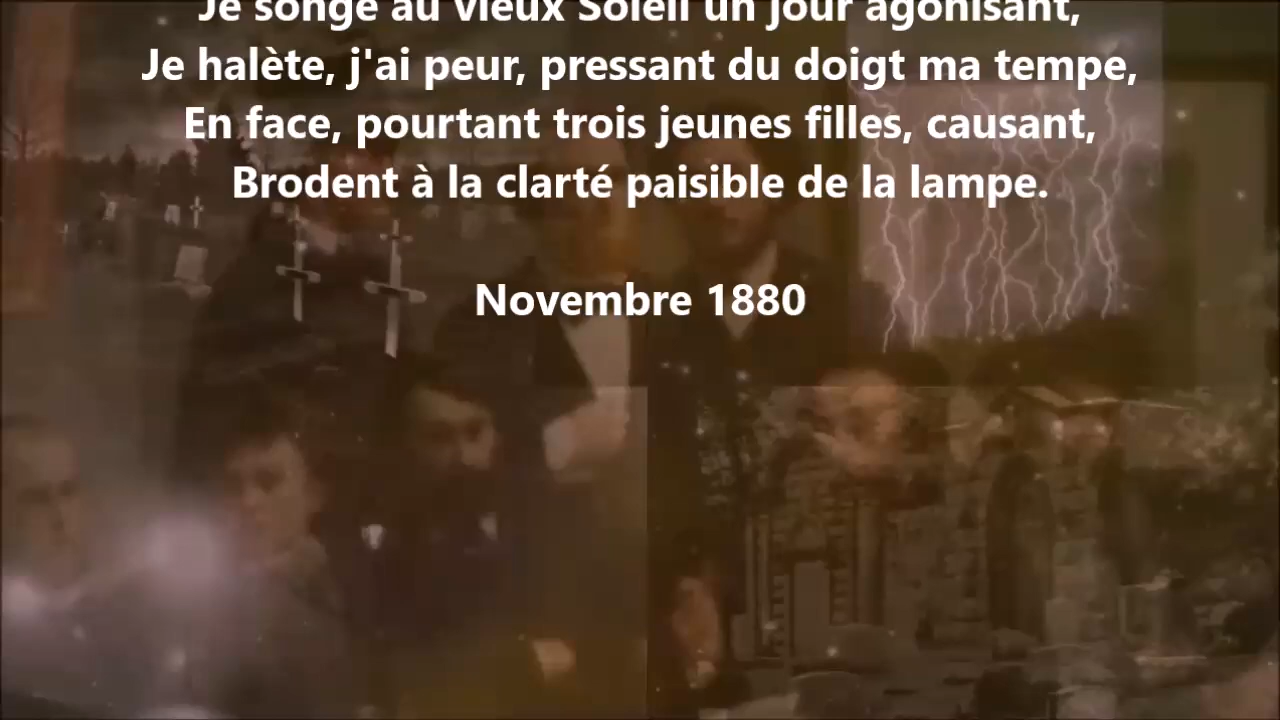 Je songe au vieux Soleil un jour agonisant,
Je halète, j'ai peur, pressant du doigt ma tempe,
En face, pourtant trois jeunes filles, causant,
Brodent à la clarté paisible de la lampe.
Novembre 1880